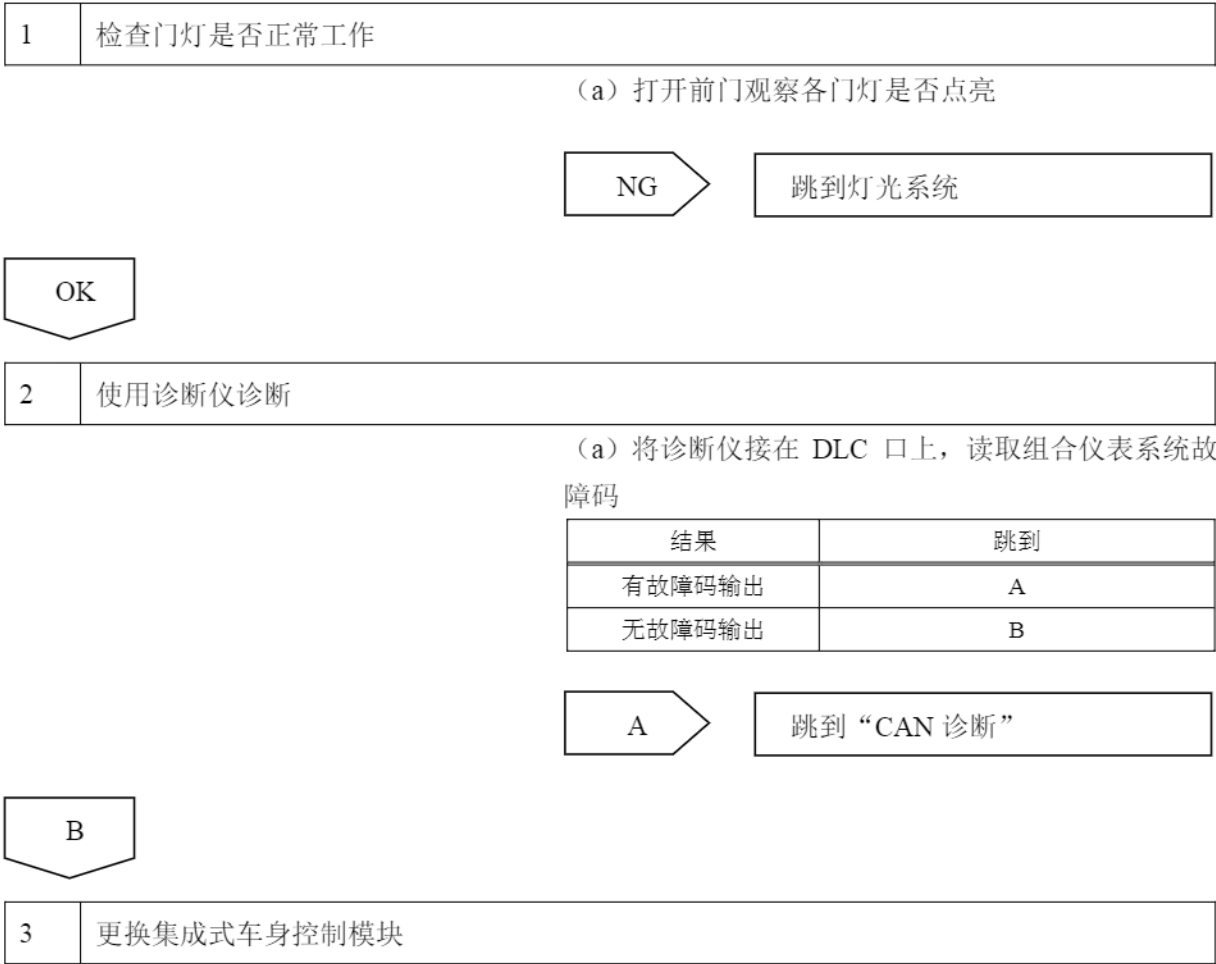 1 检查门灯是否正常工作
（a）打开前门观察各门灯是否点亮
NG 跳到灯光系统
OK
2 使用诊断仪诊断
（a）将诊断仪接在 DLC 口上，读取组合仪表系统故
障码
结果 跳到
有故障码输出 A
无故障码输出 B
A 跳到“CAN 诊断”
B
3 更换集成式车身控制模块